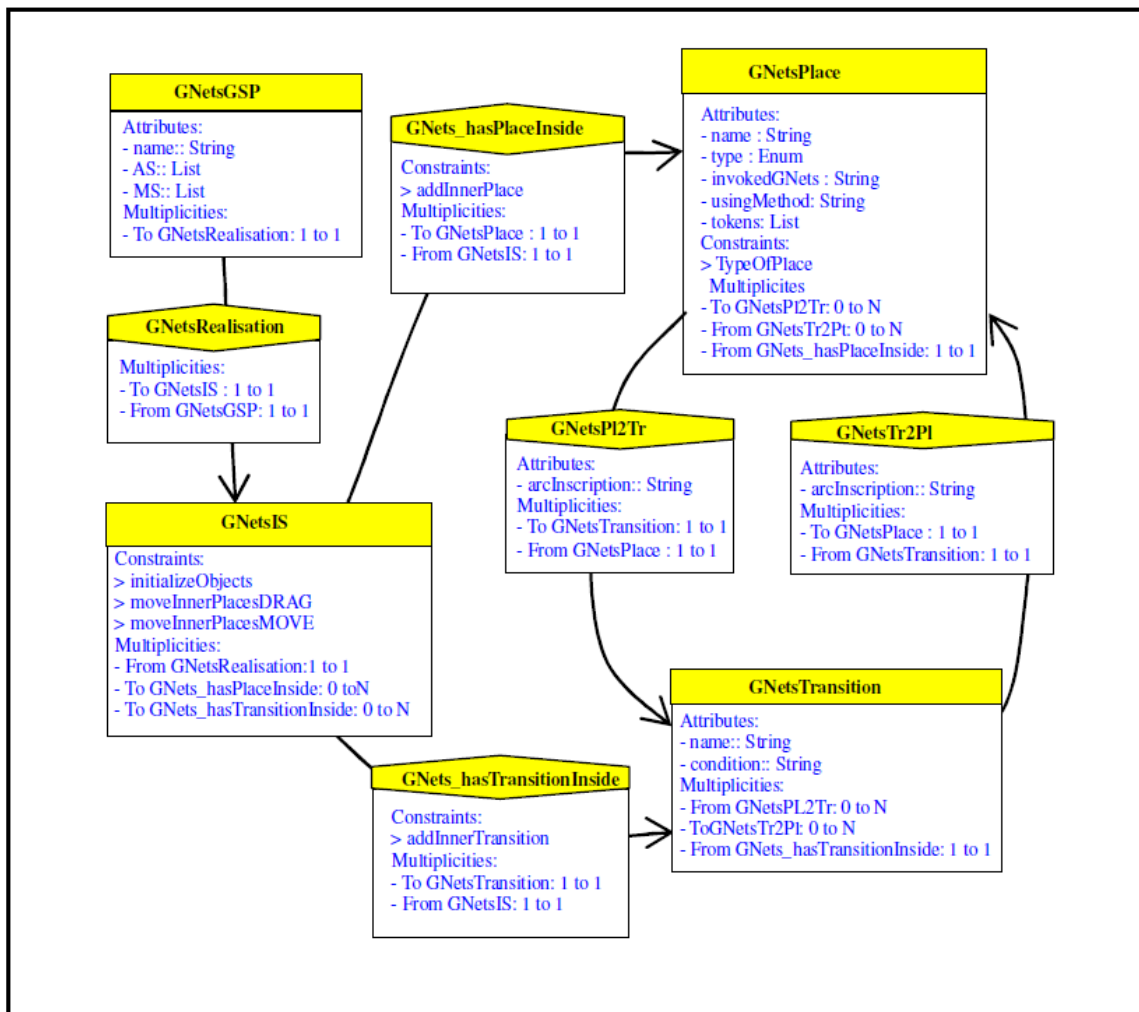 GNetsGSP
Attributes:
- name:: String
- AS:: List
- MS:: List
Multiplicities:
- To GNetsRealisation: 1 to 1
GNetsRealisation
Multiplicities:
- To GNetsIS : 1 to 1
- From GNetsGSP: 1 to 1
GNetsIS
Constraints:
> initializeObjects
> moveInnerPlacesDRAG
> moveInnerPlacesMOVE
Multiplicities:
- From GNetsRealisation:1 to 1
- To GNets_hasPlaceInside: 0 toN
- To GNets_hasTransitionInside: 0 to N
GNets_hasPlaceInside
Constraints:
> addInnerPlace
Multiplicities:
- To GNetsPlace : 1 to 1
- From GNetsIS: 1 to 1
GNetsPlace
Attributes:
- name : String
- type : Enum
- invokedGNets : String
- usingMethod: String
- tokens: List
Constraints:
> TypeOfPlace
Multiplicites
- To GNetsPl2Tr: 0 to N
- From GNetsTr2Pt: 0 to N
- From GNets_hasPlaceInside: 1 to 1
GNetsPl2Tr
Attributes:
- arcInscription:: String
Multiplicities:
- To GNetsTransition: 1 to 1
- From GNetsPlace : 1 to 1
GNetsTr2Pl
Attributes:
- arcInscription:: String
Multiplicities:
- To GNetsPlace : 1 to 1
- From GNetsTransition: 1 to 1
GNetsTransition
Attributes:
- name:: String
- condition:: String
Multiplicities:
- From GNetsPL2Tr: 0 to N
- ToGNetsTr2Pl: 0 to N
- From GNets_hasTransitionInside: 1 to 1
GNets_hasTransitionInside
Constraints:
> addInnerTransition
Multiplicities:
- To GNetsTransition: 1 to 1
- From GNetsIS: 1 to 1